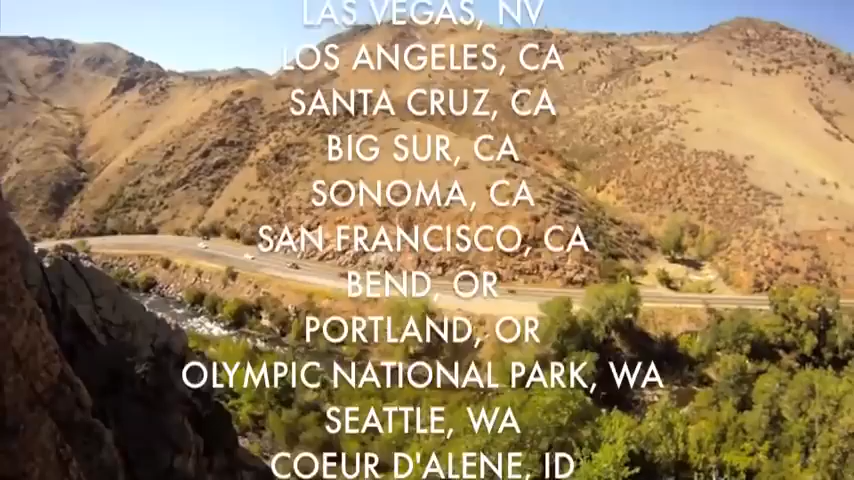 LAS VEGAS, NV
LOS ANGELES, CA
SANTA CRUZ, CA
BIG SUR, CA
SONOMA, CA
SAN FRANCISCO, CA
BEND, OR
PORTLAND, OR
OLYMPIC NATIONAL PARK, WA
SEATTLE, WA
COEUR D'ALENE, ID